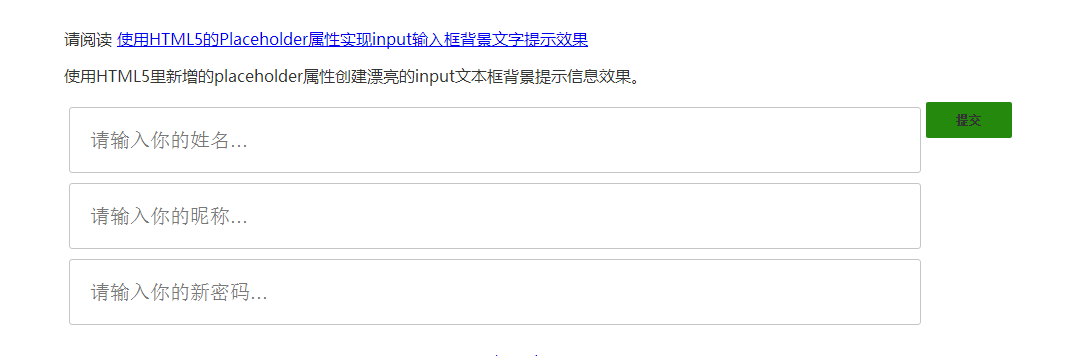 请阅读 使用HTML5的Placeholder属性实现input输入框背景文字提示效果
使用HTML5里新增的placeholder属性创建漂亮的input文本框背景提示信息效果。
请输入你的姓名...
提交
请输入你的昵称...
请输入你的新密码...